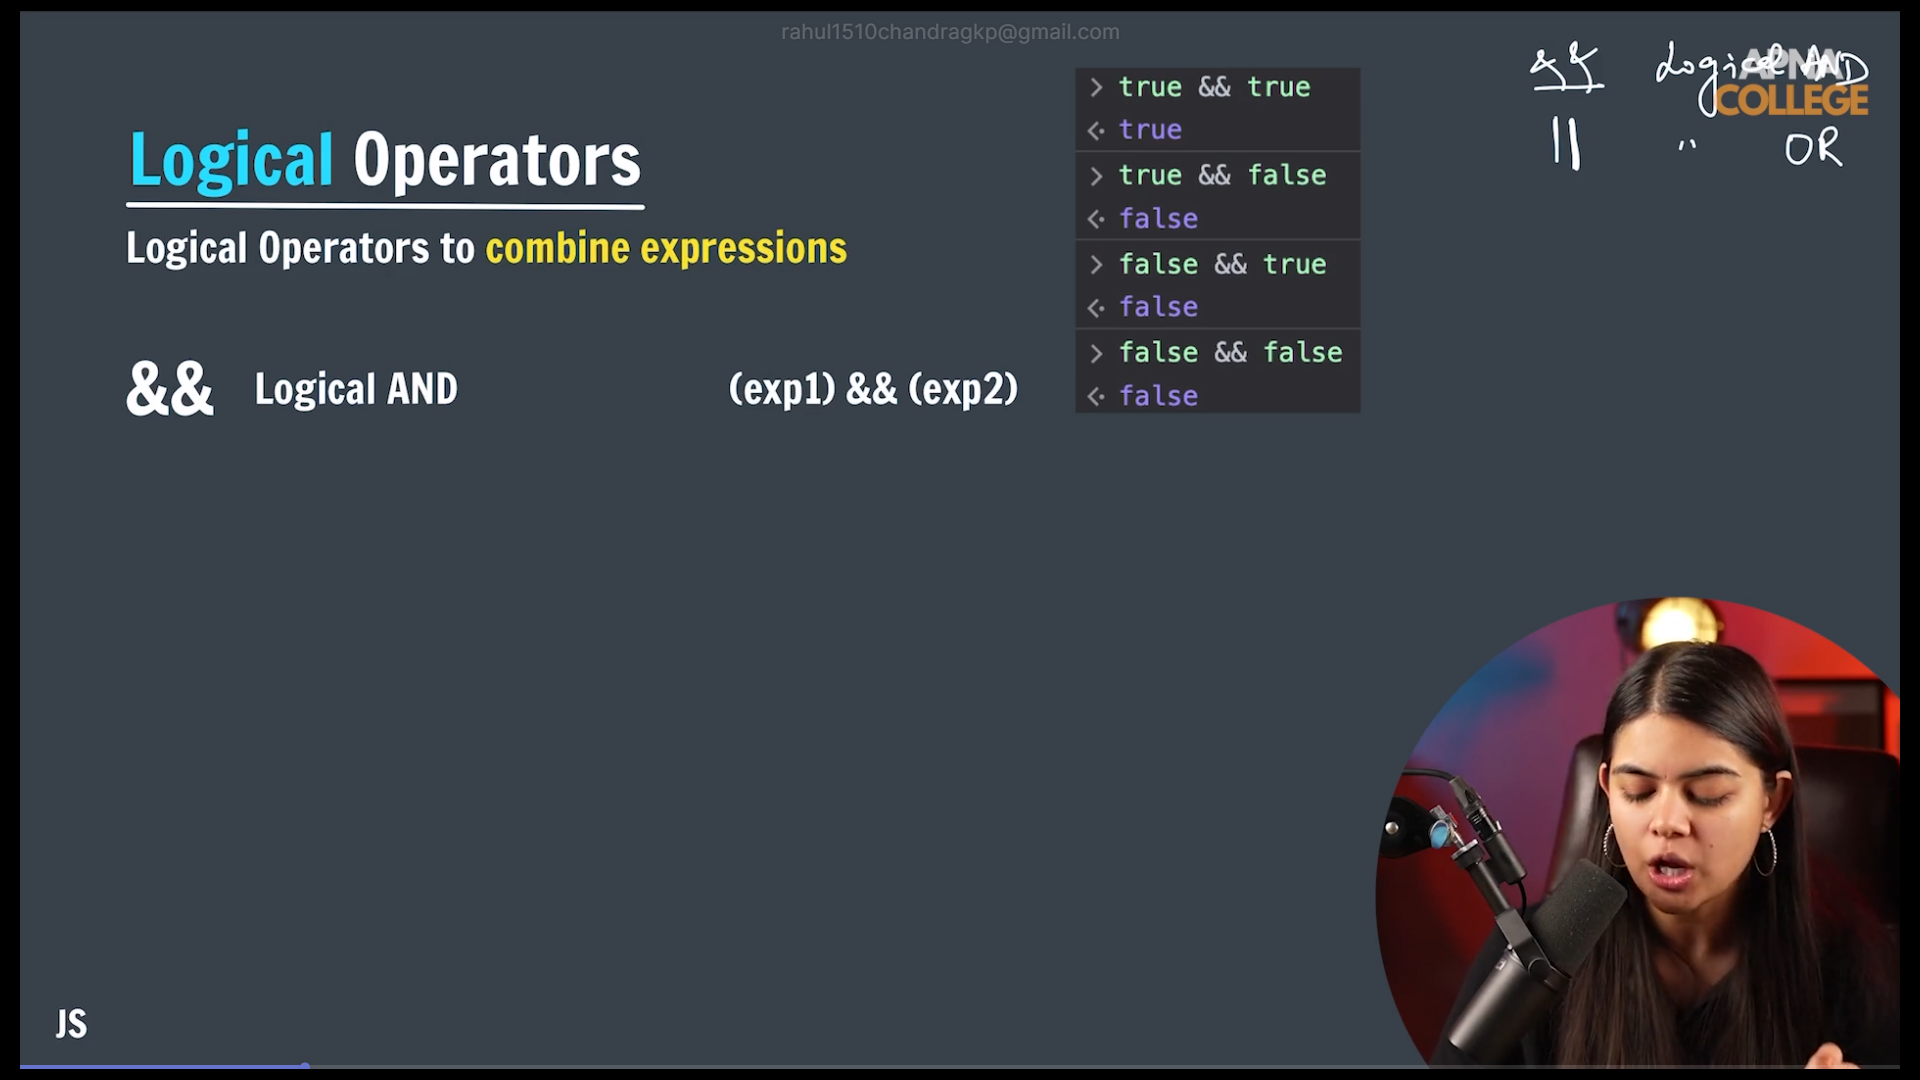 rahul1510chandragkp@gmail.com
&& Logical AND
APNA
COLLEGE
|| " OR
Logical Operators
Logical Operators to combine expressions
&& Logical AND (exp1) && (exp2)
> true && true
<· true
> true && false
<· false
> false && true
<· false
> false && false
<· false
JS